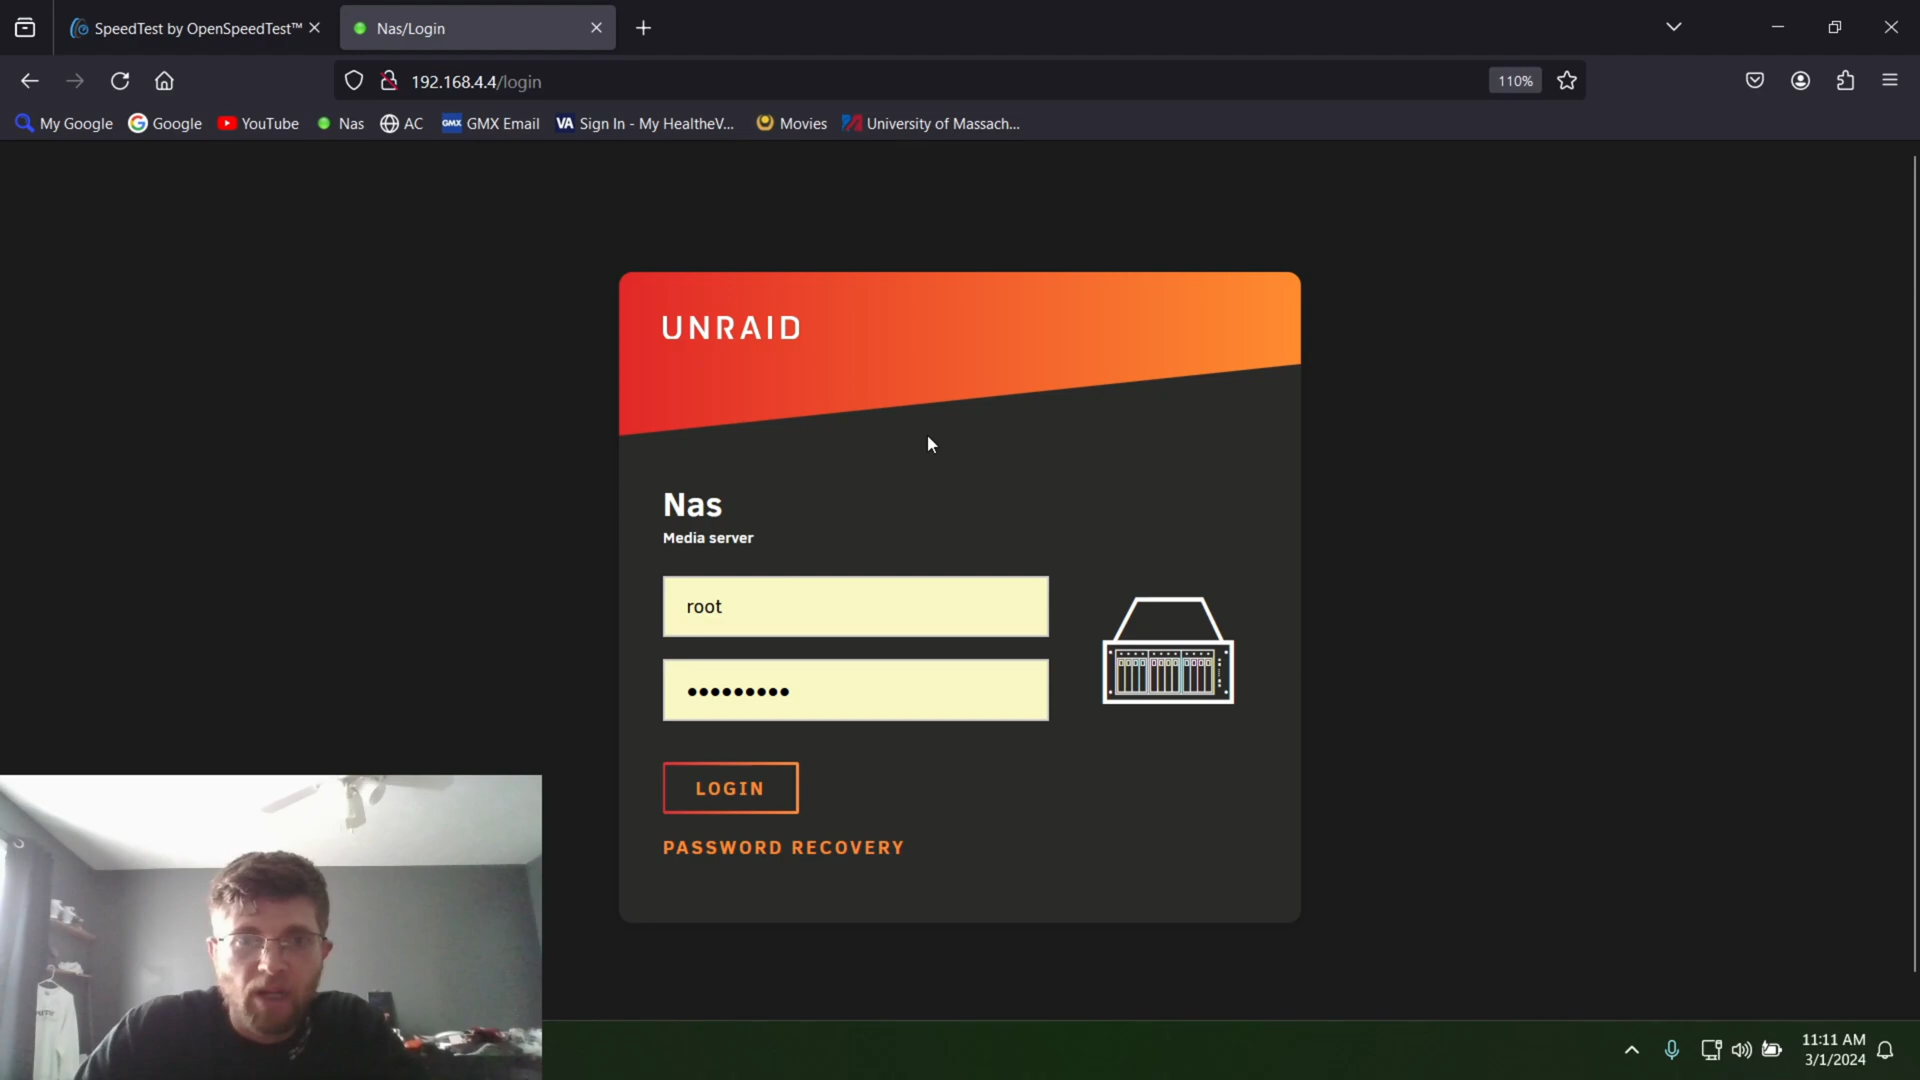 SpeedTest by OpenSpeedTest™
Nas/Login
192.168.4.4/login
110%
My Google
Google
YouTube
Nas
AC
GMX
GMX Email
VA
Sign In - My HealtheV...
Movies
University of Massach...
UNRAID
Nas
Media server
root
LOGIN
PASSWORD RECOVERY
11:11 AM
3/1/2024